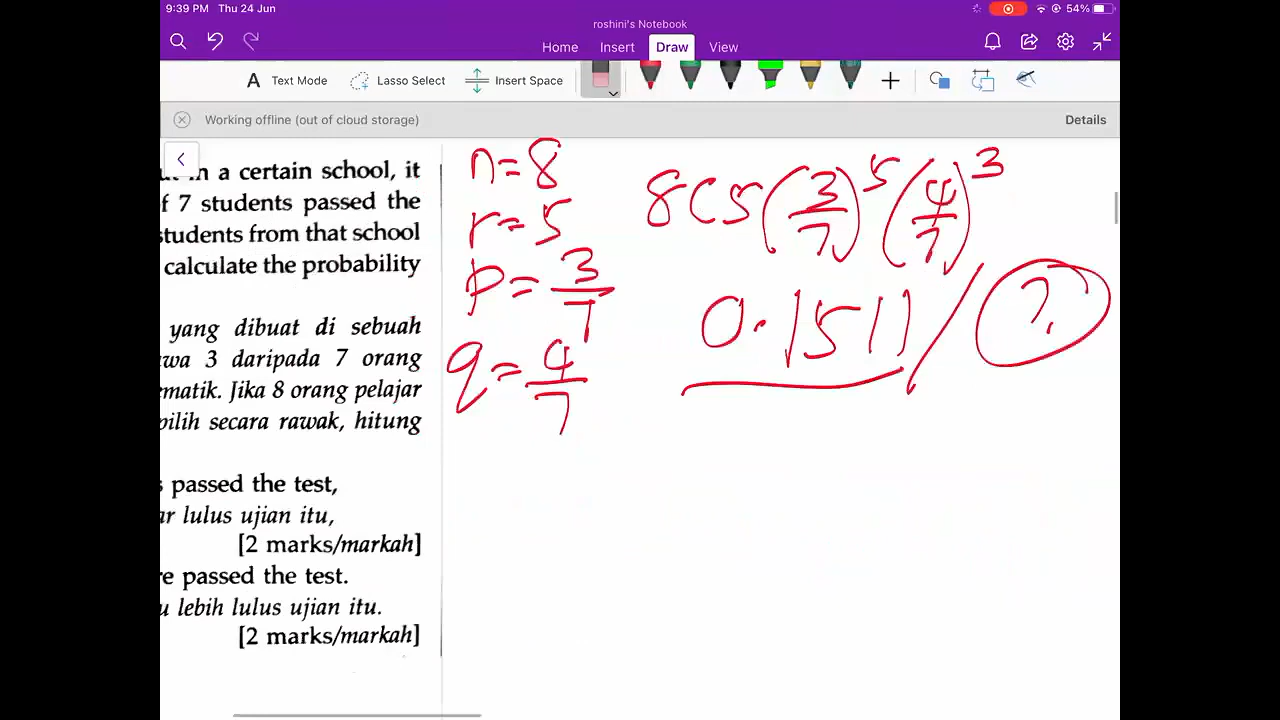 9:39 PM Thu 24 Jun
54%
roshini's Notebook
Home Insert Draw View
Text Mode Lasso Select Insert Space
Working offline (out of cloud storage) Details
in a certain school, it
f 7 students passed the
students from that school
calculate the probability
yang dibuat di sebuah
wa 3 daripada 7 orang
ematik. Jika 8 orang pelajar
pilih secara rawak, hitung
s passed the test,
ar lulus ujian itu,
[2 marks/markah]
re passed the test.
u lebih lulus ujian itu.
[2 marks/markah]
n=8
r=5
p=3/7
q=4/7
8C5(3/7)^5(4/7)^3
0.1511/